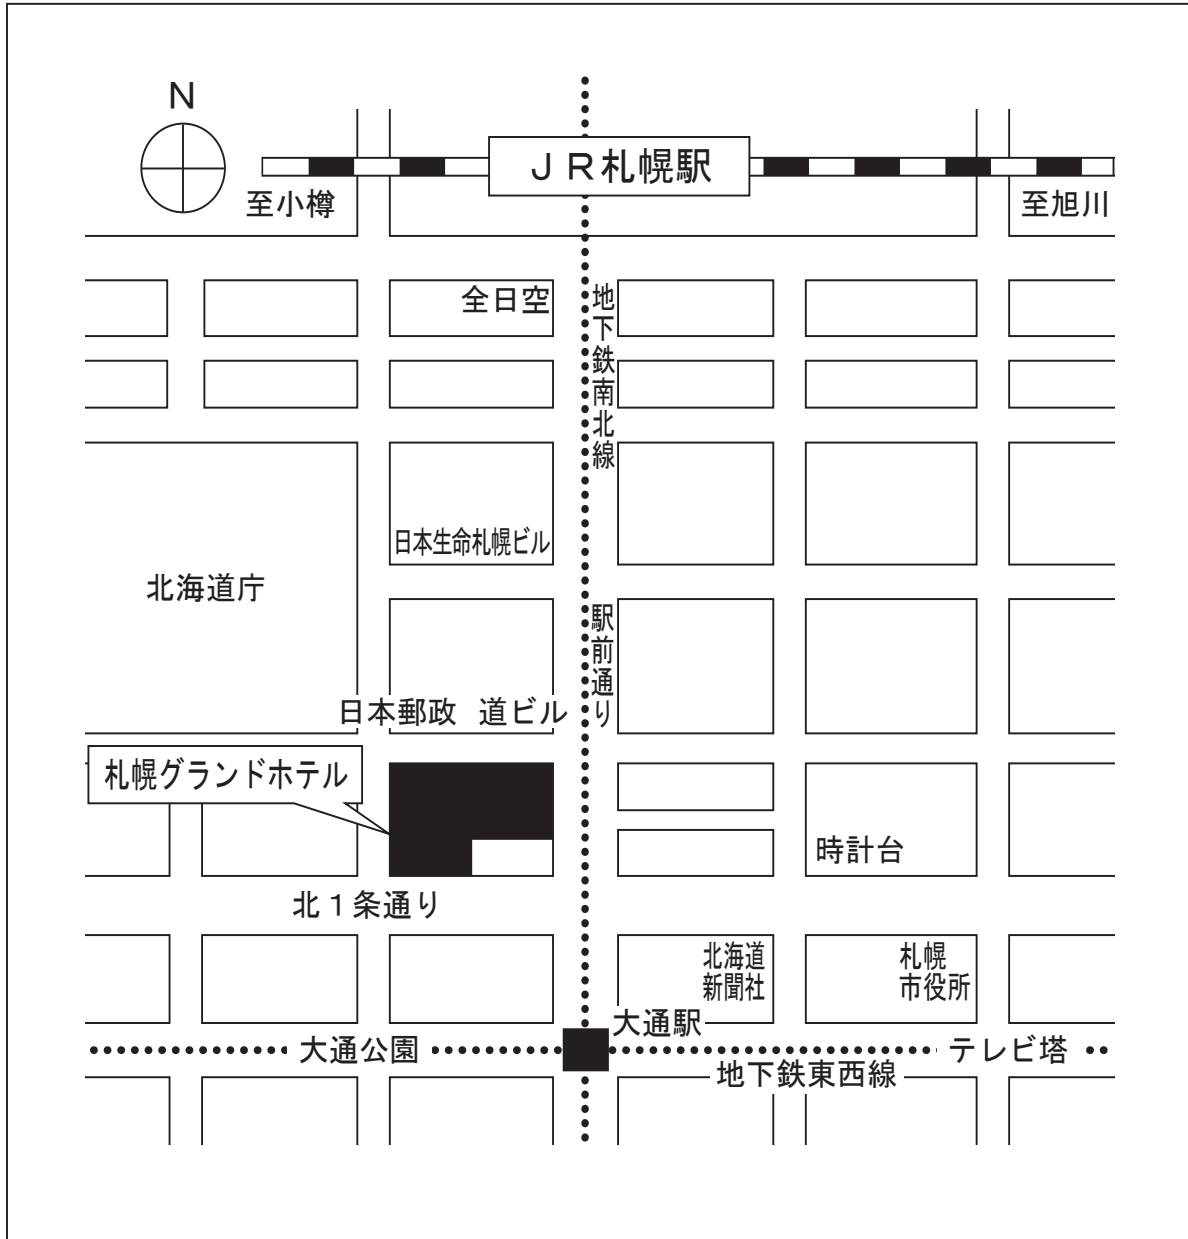 N
ＪＲ札幌駅
至小樽
至旭川
全日空
地下鉄南北線
日本生命札幌ビル
北海道庁
駅前通り
日本郵政　道ビル
札幌グランドホテル
時計台
北１条通り
北海道
新聞社
札幌
市役所
大通駅
大通公園
テレビ塔
地下鉄東西線